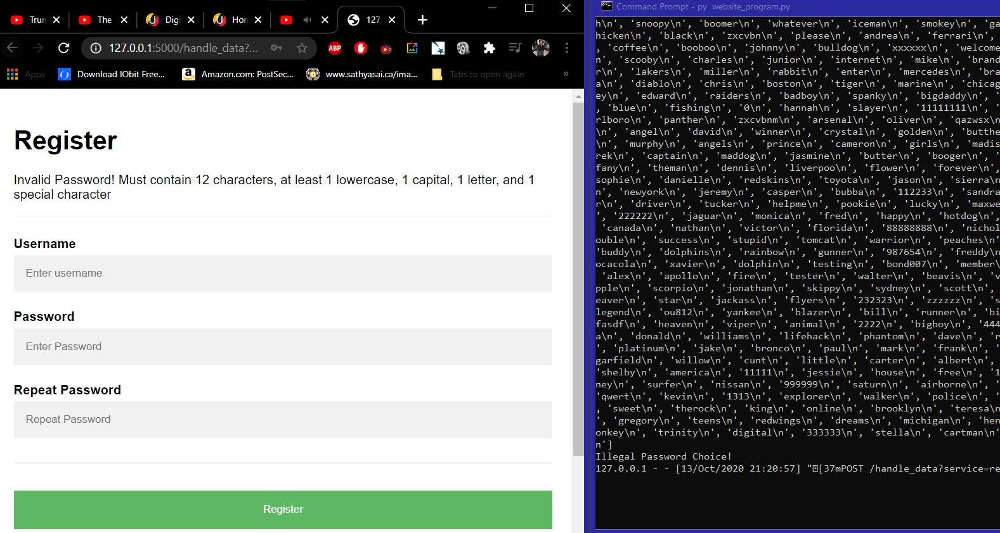 Trun
The
Digi
Hon
127.
127.0.0.1:5000/handle_data?...
ABP
Apps
Download IObit Free...
Amazon.com: PostSec...
www.sathyasai.ca/ima...
Tabs to open again
»
Register
Invalid Password! Must contain 12 characters, at least 1 lowercase, 1 capital, 1 letter, and 1
special character
Username
Enter username
Password
Enter Password
Repeat Password
Repeat Password
Register
Command Prompt - py  website_program.py
h\n', 'snoopy\n', 'boomer\n', 'whatever\n', 'iceman\n', 'smokey\n', 'ga
hicken\n', 'black\n', 'zxcvbn\n', 'please\n', 'andrea\n', 'ferrari\n',
, 'coffee\n', 'booboo\n', 'johnny\n', 'bulldog\n', 'xxxxxx\n', 'welcome
n', 'scooby\n', 'charles\n', 'junior\n', 'internet\n', 'mike\n', 'brand
r\n', 'lakers\n', 'miller\n', 'rabbit\n', 'enter\n', 'mercedes\n', 'bra
a\n', 'diablo\n', 'chris\n', 'boston\n', 'tiger\n', 'marine\n', 'chicag
ey\n', 'edward\n', 'raiders\n', 'badboy\n', 'spanky\n', 'bigdaddy\n', '
, 'blue\n', 'fishing\n', '0\n', 'hannah\n', 'slayer\n', '11111111\n', '
rlboro\n', 'panther\n', 'zxcvbnm\n', 'arsenal\n', 'oliver\n', 'qazwsx\n
\n', 'angel\n', 'david\n', 'winner\n', 'crystal\n', 'golden\n', 'butthe
\n', 'murphy\n', 'angels\n', 'prince\n', 'cameron\n', 'girls\n', 'madis
rek\n', 'captain\n', 'maddog\n', 'jasmine\n', 'butter\n', 'booger\n', '
fany\n', 'theman\n', 'dennis\n', 'liverpoo\n', 'flower\n', 'forever\n',
sophie\n', 'danielle\n', 'redskins\n', 'toyota\n', 'jason\n', 'sierra\n
n', 'newyork\n', 'jeremy\n', 'casper\n', 'bubba\n', '112233\n', 'sandra
r\n', 'driver\n', 'tucker\n', 'helpme\n', 'pookie\n', 'lucky\n', 'maxwe
', '222222\n', 'jaguar\n', 'monica\n', 'fred\n', 'happy\n', 'hotdog\n',
'canada\n', 'nathan\n', 'victor\n', 'florida\n', '88888888\n', 'nichol
ouble\n', 'success\n', 'stupid\n', 'tomcat\n', 'warrior\n', 'peaches\n'
'buddy\n', 'dolphins\n', 'rainbow\n', 'gunner\n', '987654\n', 'freddy\n
ocacola\n', 'xavier\n', 'dolphin\n', 'testing\n', 'bond007\n', 'member\
'alex\n', 'apollo\n', 'fire\n', 'tester\n', 'walter\n', 'beavis\n', 'v
pple\n', 'scorpio\n', 'jonathan\n', 'skippy\n', 'sydney\n', 'scott\n',
eaver\n', 'star\n', 'jackass\n', 'flyers\n', '232323\n', 'zzzzzz\n', 's
legend\n', 'ou812\n', 'yankee\n', 'blazer\n', 'bill\n', 'runner\n', 'bi
fasdf\n', 'heaven\n', 'viper\n', 'animal\n', '2222\n', 'bigboy\n', '444
a\n', 'donald\n', 'williams\n', 'lifehack\n', 'phantom\n', 'dave\n', 'r
', 'platinum\n', 'jake\n', 'bronco\n', 'paul\n', 'mark\n', 'frank\n', '
garfield\n', 'willow\n', 'cunt\n', 'little\n', 'carter\n', 'albert\n',
'shelby\n', 'america\n', '11111\n', 'jessie\n', 'house\n', 'free\n', '1
ney\n', 'surfer\n', 'nissan\n', '999999\n', 'saturn\n', 'airborne\n', '
'qwert\n', 'kevin\n', '1313\n', 'explorer\n', 'walker\n', 'police\n', '
, 'sweet\n', 'therock\n', 'king\n', 'online\n', 'brooklyn\n', 'teresa\n
', 'gregory\n', 'teens\n', 'redwings\n', 'dreams\n', 'michigan\n', 'hen
onkey\n', 'trinity\n', 'digital\n', '333333\n', 'stella\n', 'cartman\n'
n']
Illegal Password Choice!
127.0.0.1 - - [13/Oct/2020 21:20:57] "[37mPOST /handle_data?service=re